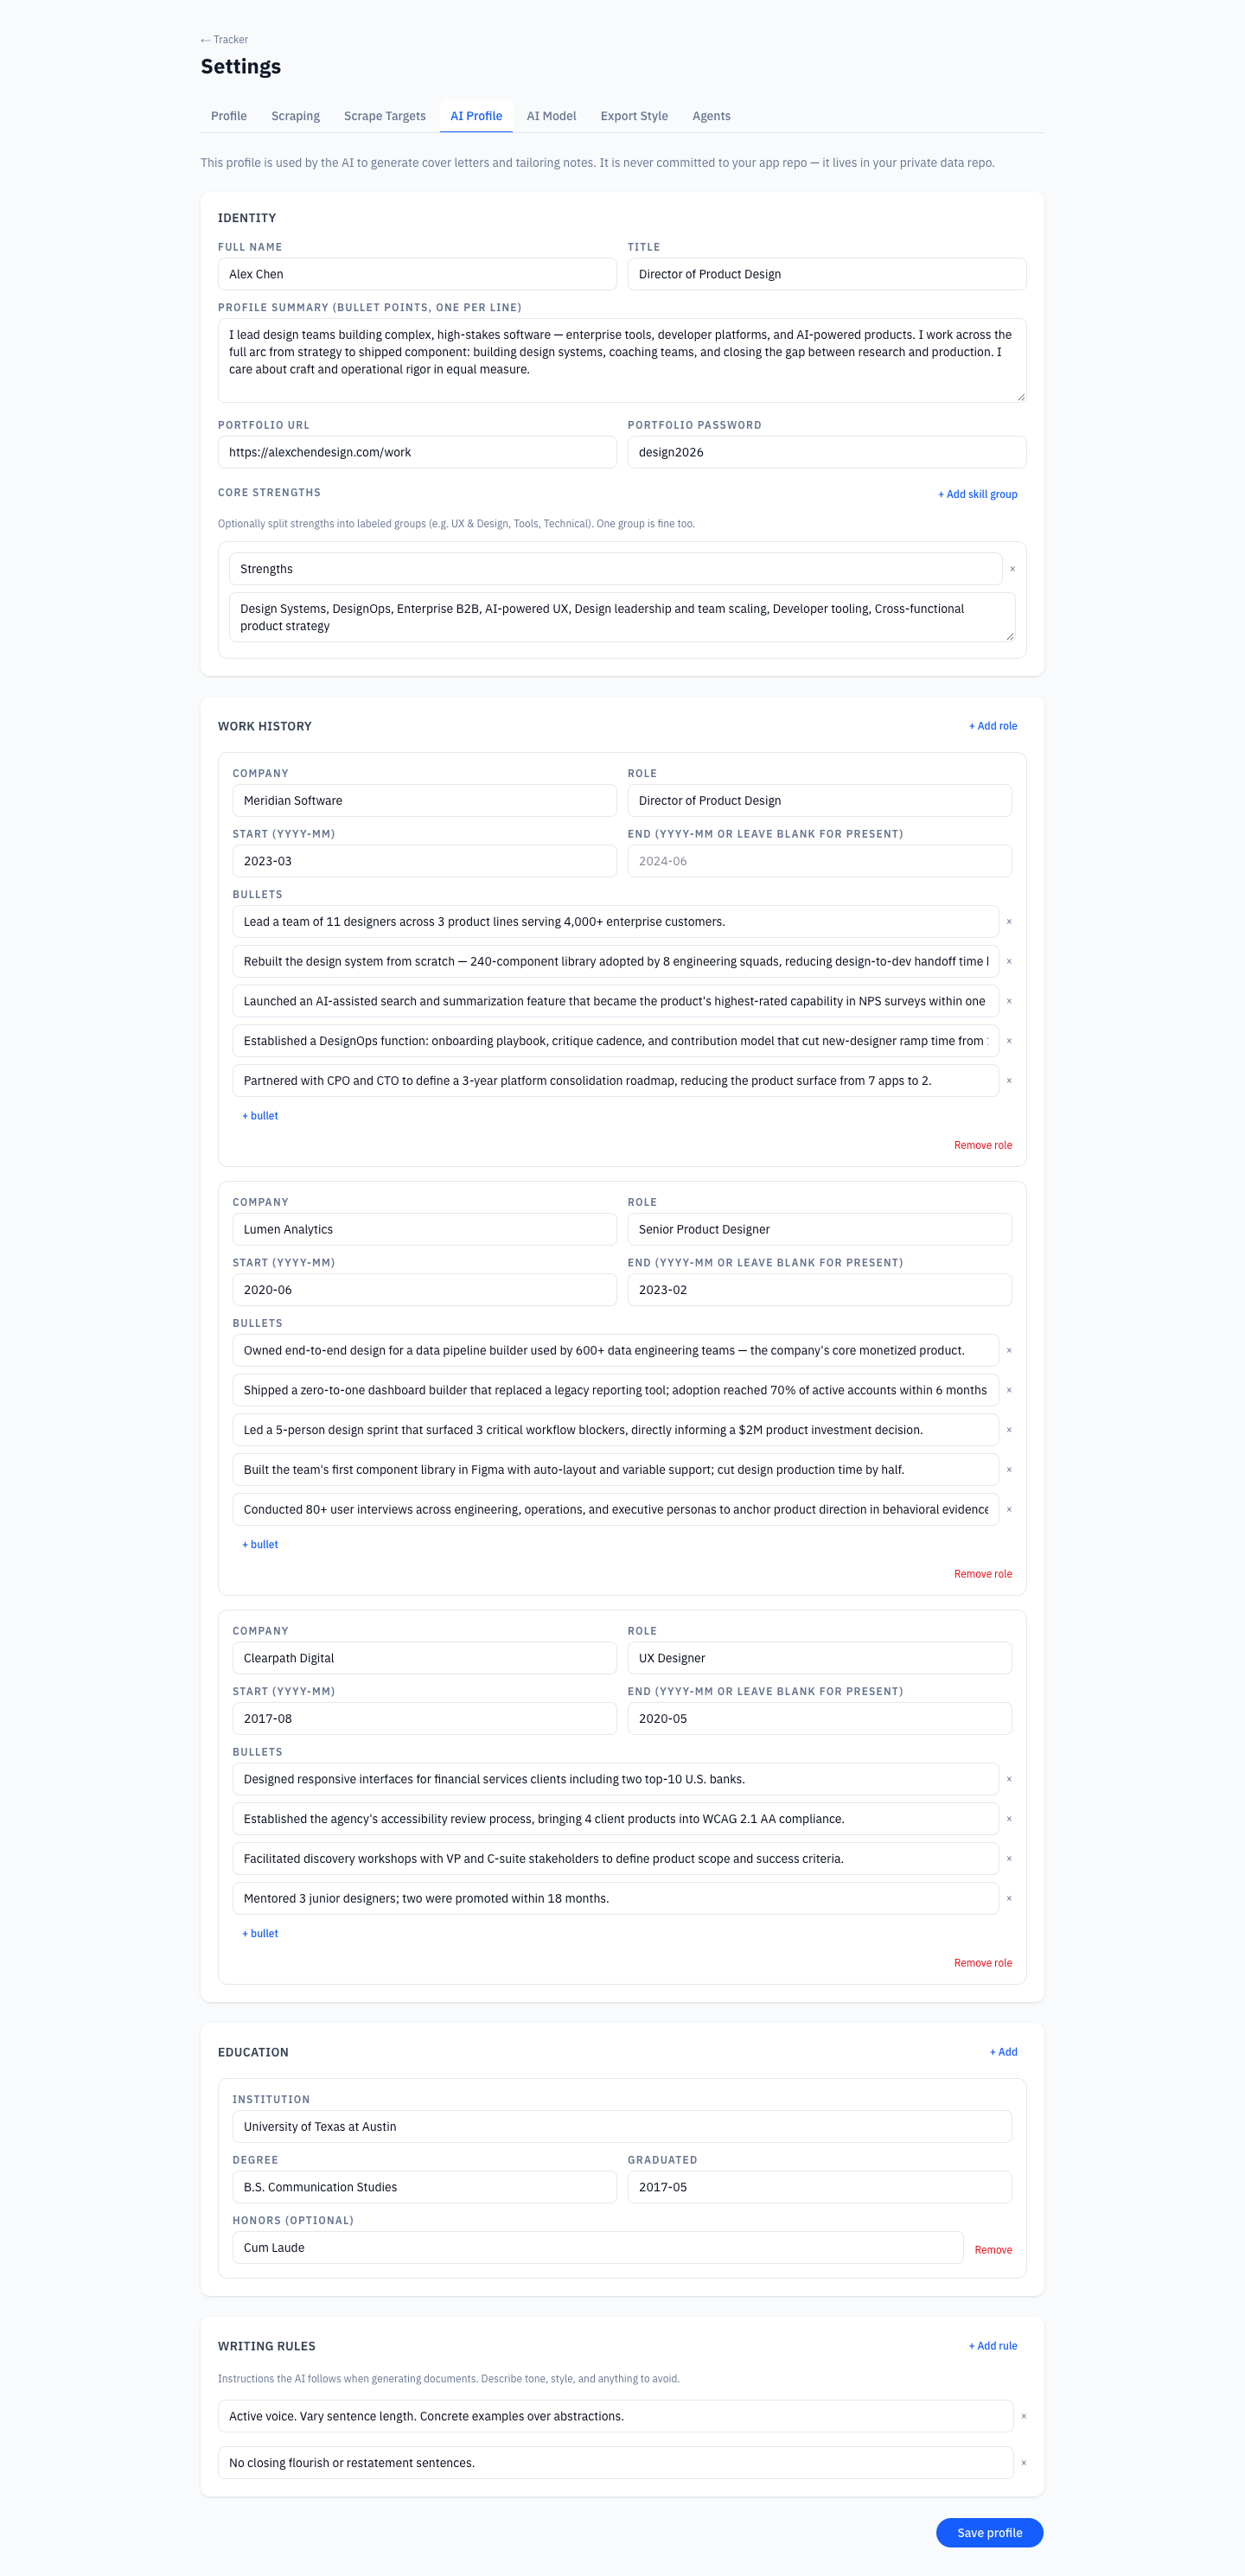 ← Tracker
Settings
Profile Scraping Scrape Targets AI Profile AI Model Export Style Agents
This profile is used by the AI to generate cover letters and tailoring notes. It is never committed to your app repo — it lives in your private data repo.
IDENTITY
FULL NAME TITLE
Alex Chen Director of Product Design
PROFILE SUMMARY (BULLET POINTS, ONE PER LINE)
I lead design teams building complex, high-stakes software — enterprise tools, developer platforms, and AI-powered products. I work across the
full arc from strategy to shipped component: building design systems, coaching teams, and closing the gap between research and production. I
care about craft and operational rigor in equal measure.
PORTFOLIO URL PORTFOLIO PASSWORD
https://alexchendesign.com/work design2026
CORE STRENGTHS + Add skill group
Optionally split strengths into labeled groups (e.g. UX & Design, Tools, Technical). One group is fine too.
Strengths ×
Design Systems, DesignOps, Enterprise B2B, AI-powered UX, Design leadership and team scaling, Developer tooling, Cross-functional
product strategy
WORK HISTORY + Add role
COMPANY ROLE
Meridian Software Director of Product Design
START (YYYY-MM) END (YYYY-MM OR LEAVE BLANK FOR PRESENT)
2023-03 2024-06
BULLETS
Lead a team of 11 designers across 3 product lines serving 4,000+ enterprise customers. ×
Rebuilt the design system from scratch — 240-component library adopted by 8 engineering squads, reducing design-to-dev handoff time ×
Launched an AI-assisted search and summarization feature that became the product's highest-rated capability in NPS surveys within one ×
Established a DesignOps function: onboarding playbook, critique cadence, and contribution model that cut new-designer ramp time from ×
Partnered with CPO and CTO to define a 3-year platform consolidation roadmap, reducing the product surface from 7 apps to 2. ×
+ bullet
Remove role
COMPANY ROLE
Lumen Analytics Senior Product Designer
START (YYYY-MM) END (YYYY-MM OR LEAVE BLANK FOR PRESENT)
2020-06 2023-02
BULLETS
Owned end-to-end design for a data pipeline builder used by 600+ data engineering teams — the company's core monetized product. ×
Shipped a zero-to-one dashboard builder that replaced a legacy reporting tool; adoption reached 70% of active accounts within 6 months ×
Led a 5-person design sprint that surfaced 3 critical workflow blockers, directly informing a $2M product investment decision. ×
Built the team's first component library in Figma with auto-layout and variable support; cut design production time by half. ×
Conducted 80+ user interviews across engineering, operations, and executive personas to anchor product direction in behavioral evidence ×
+ bullet
Remove role
COMPANY ROLE
Clearpath Digital UX Designer
START (YYYY-MM) END (YYYY-MM OR LEAVE BLANK FOR PRESENT)
2017-08 2020-05
BULLETS
Designed responsive interfaces for financial services clients including two top-10 U.S. banks. ×
Established the agency's accessibility review process, bringing 4 client products into WCAG 2.1 AA compliance. ×
Facilitated discovery workshops with VP and C-suite stakeholders to define product scope and success criteria. ×
Mentored 3 junior designers; two were promoted within 18 months. ×
+ bullet
Remove role
EDUCATION + Add
INSTITUTION
University of Texas at Austin
DEGREE GRADUATED
B.S. Communication Studies 2017-05
HONORS (OPTIONAL)
Cum Laude Remove
WRITING RULES + Add rule
Instructions the AI follows when generating documents. Describe tone, style, and anything to avoid.
Active voice. Vary sentence length. Concrete examples over abstractions. ×
No closing flourish or restatement sentences. ×
Save profile